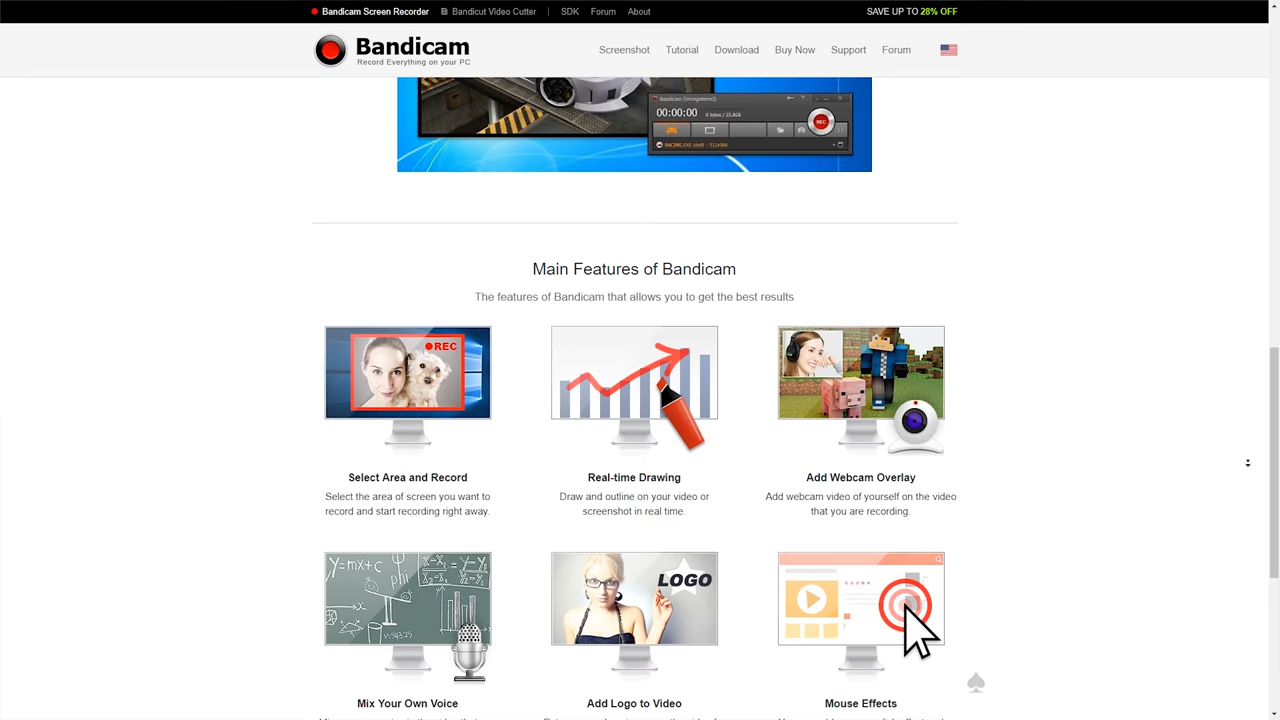 Bandicam Screen Recorder Bandicut Video Cutter | SDK Forum About SAVE UP TO 28% OFF
Bandicam
Record Everything on your PC
Screenshot Tutorial Download Buy Now Support Forum
Bandicam (Unregistered)
00:00:00
REC
Main Features of Bandicam
The features of Bandicam that allows you to get the best results
REC
Select Area and Record
Select the area of screen you want to
record and start recording right away.
Real-time Drawing
Draw and outline on your video or
screenshot in real time.
Add Webcam Overlay
Add webcam video of yourself on the video
that you are recording.
y=mx+c
phi
LOGO
Mix Your Own Voice
Add Logo to Video
Mouse Effects